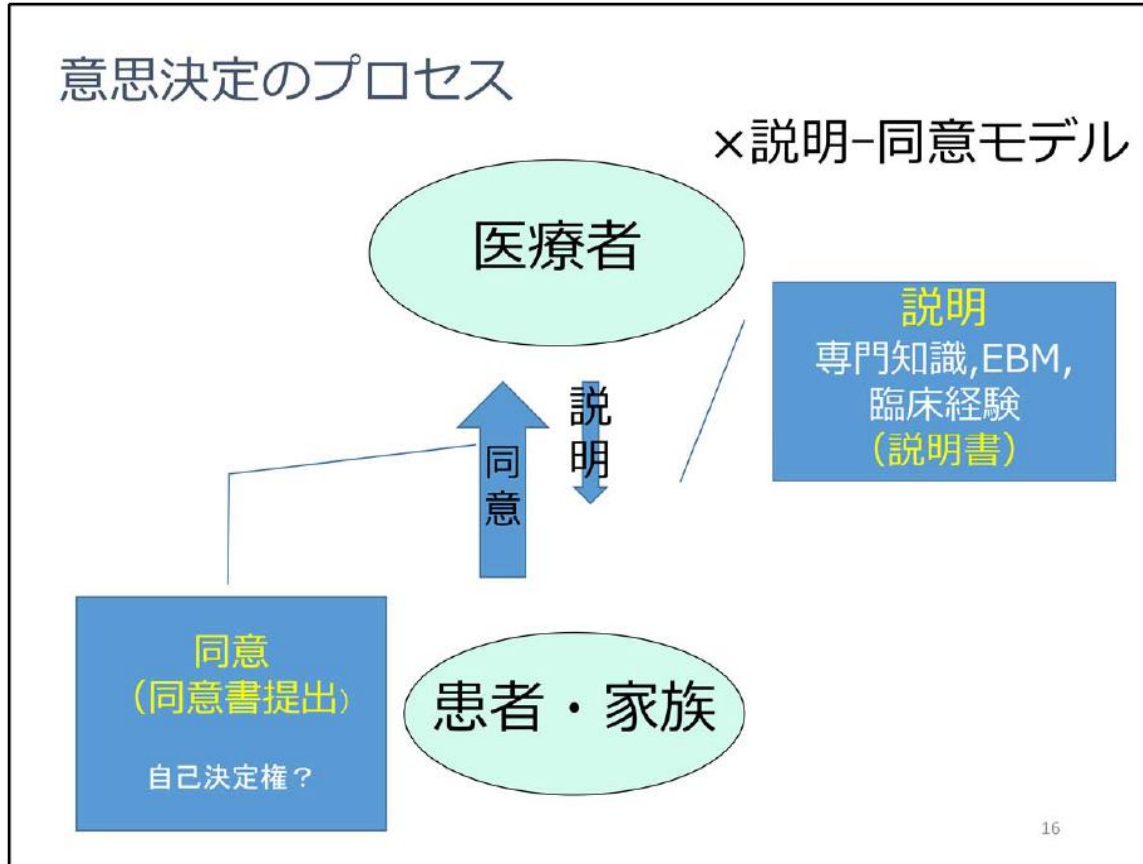 意思決定のプロセス
×説明−同意モデル
医療者
説明
専門知識,EBM,
臨床経験
（説明書）
同
意
説
明
同意
（同意書提出）
自己決定権？
患者・家族
16